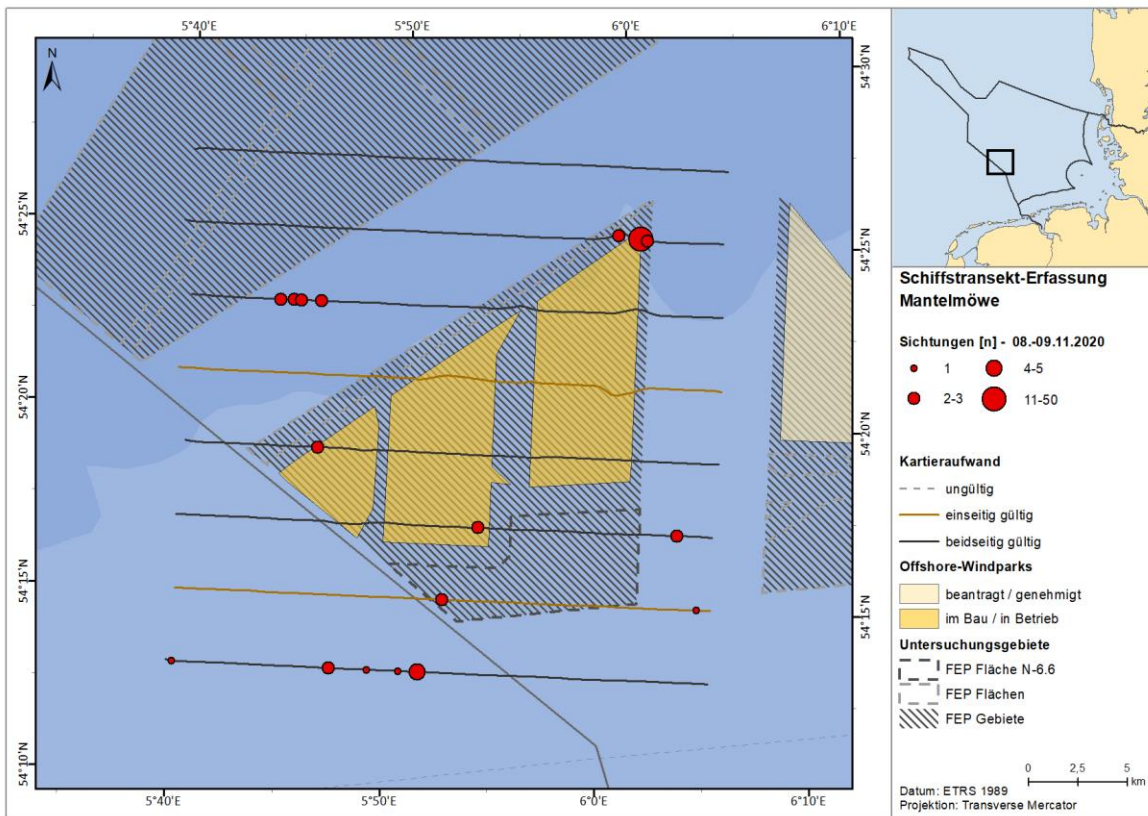 5°40'E 5°50'E 6°0'E 6°10'E
N
54°30'N
54°25'N
54°25'N
54°20'N
54°20'N
54°15'N
54°15'N
54°10'N
5°40'E 5°50'E 6°0'E 6°10'E
Schiffstransekt-Erfassung
Mantelmöwe
Sichtungen [n] - 08.-09.11.2020
1 4-5
2-3 11-50
Kartieraufwand
ungültig
einseitig gültig
beidseitig gültig
Offshore-Windparks
beantragt / genehmigt
im Bau / in Betrieb
Untersuchungsgebiete
FEP Fläche N-6.6
FEP Flächen
FEP Gebiete
0 2,5 5
km
Datum: ETRS 1989
Projektion: Transverse Mercator